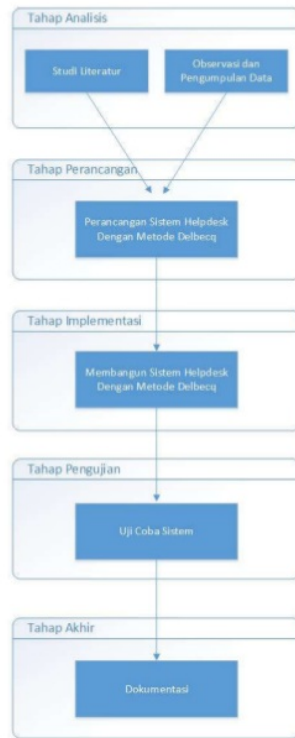 Tahap Analisis
Studi Literatur
Observasi dan
Pengumpulan Data
Tahap Perancangan
Perancangan Sistem Helpdesk
Dengan Metode Delbecq
Tahap Implementasi
Membangun Sistem Helpdesk
Dengan Metode Delbecq
Tahap Pengujian
Uji Coba Sistem
Tahap Akhir
Dokumentasi